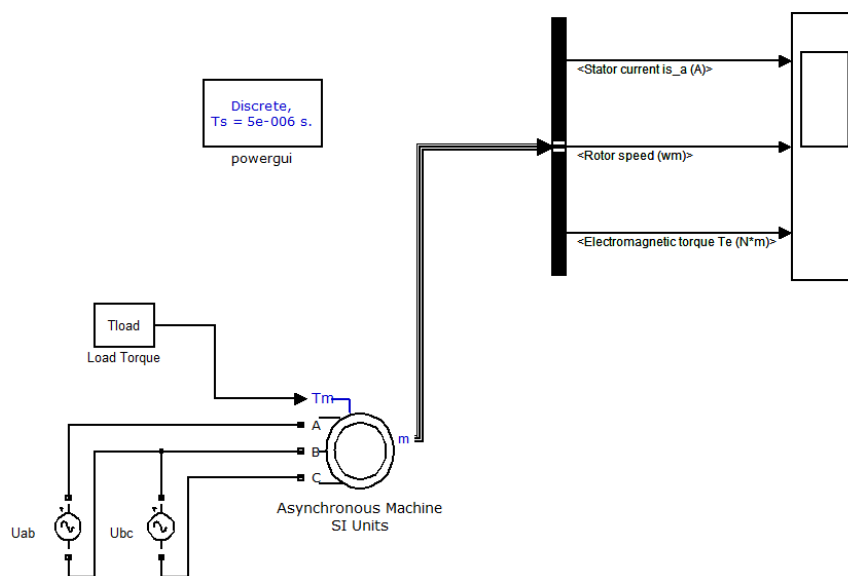 <Stator current is_a (A)>
Discrete,
Ts = 5e-006 s.
powergui
<Rotor speed (wm)>
<Electromagnetic torque Te (N*m)>
Tload
Load Torque
Tm
A
m
B
C
Asynchronous Machine
SI Units
Uab
Ubc